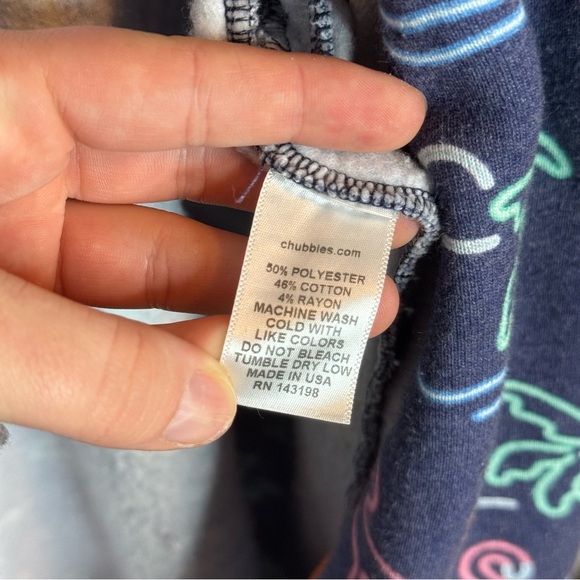 chubbies.com
50% POLYESTER
46% COTTON
4% RAYON
MACHINE WASH
COLD WITH
LIKE COLORS
DO NOT BLEACH
TUMBLE DRY LOW
MADE IN USA
RN 143198